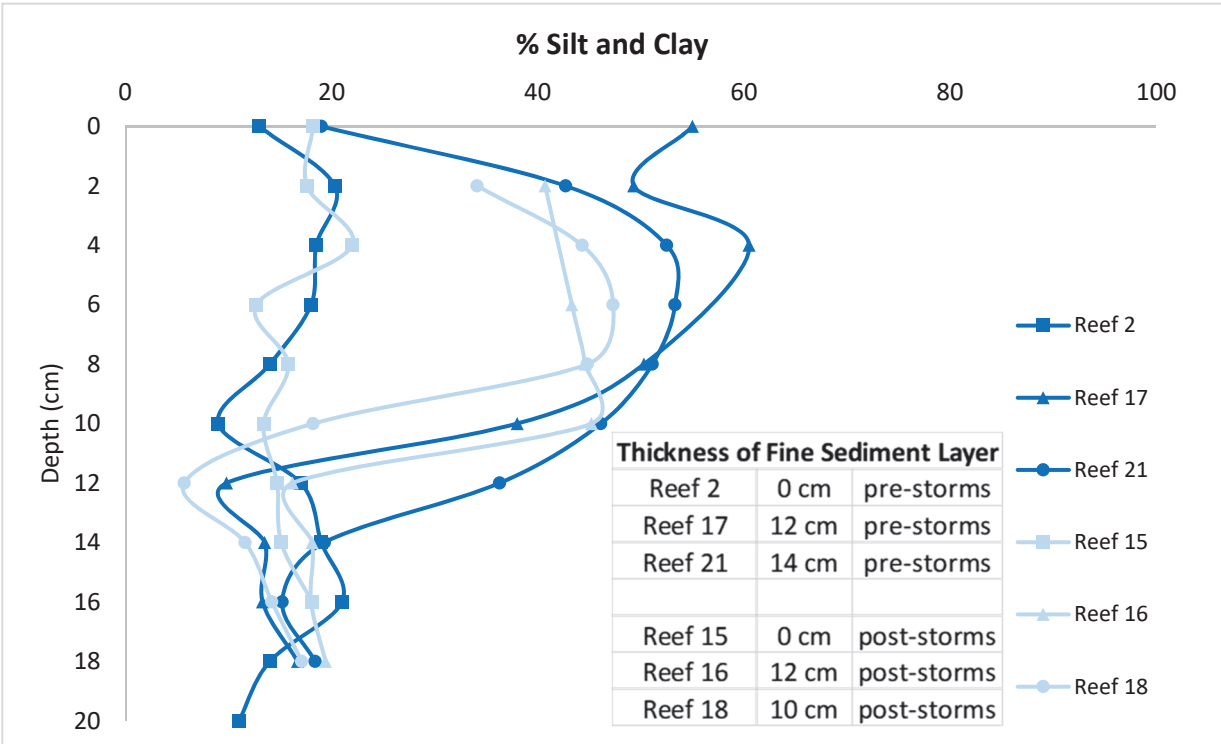 % Silt and Clay
0 20 40 60 80 100
0
2
4
6
8
10
12
14
16
18
20
Depth (cm)
Reef 2
Reef 17
Reef 21
Reef 15
Reef 16
Reef 18
Thickness of Fine Sediment Layer
Reef 2 0 cm pre-storms
Reef 17 12 cm pre-storms
Reef 21 14 cm pre-storms
Reef 15 0 cm post-storms
Reef 16 12 cm post-storms
Reef 18 10 cm post-storms